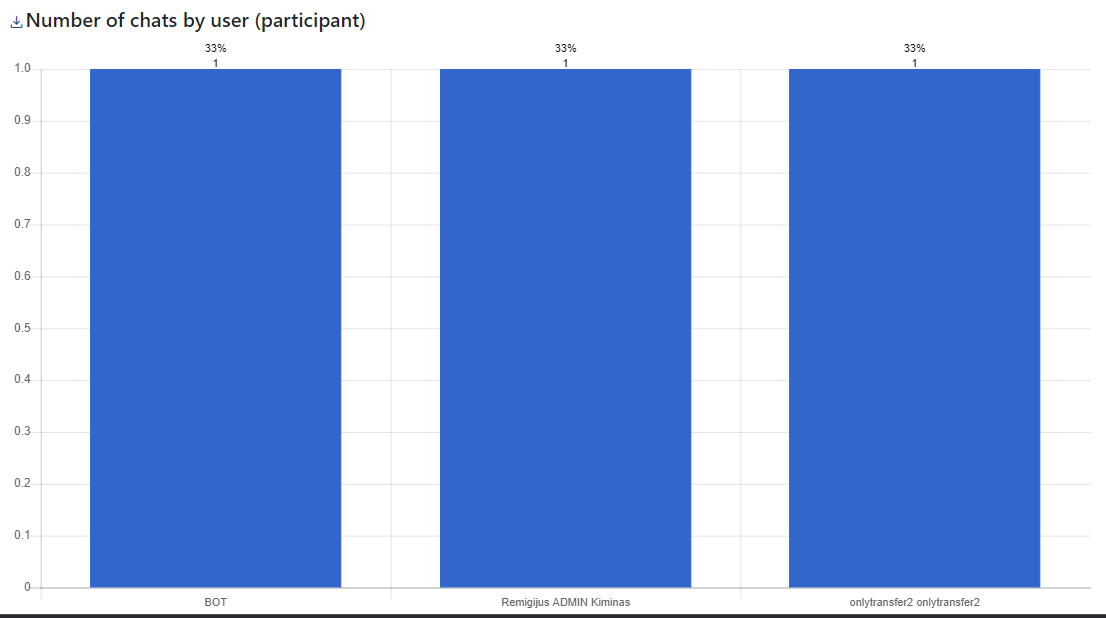 Number of chats by user (participant)
33% 33% 33%
1 1 1
1.0
0.9
0.8
0.7
0.6
0.5
0.4
0.3
0.2
0.1
0
BOT Remigijus ADMIN Kiminas onlytransfer2 onlytransfer2